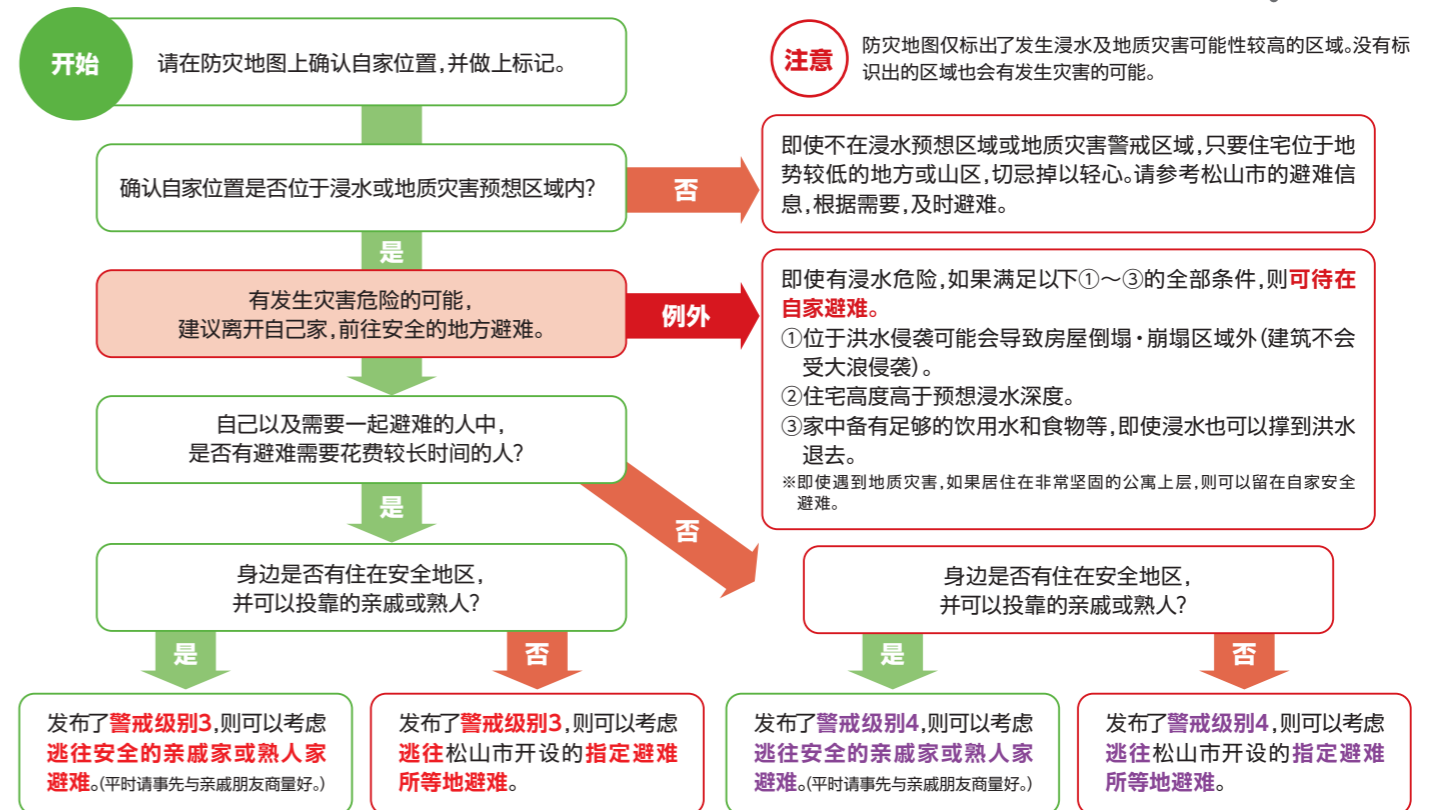 开始
请在防灾地图上确认自家位置,并做上标记。
注意
防灾地图仅标出了发生浸水及地质灾害可能性较高的区域。没有标
识出的区域也会有发生灾害的可能。
确认自家位置是否位于浸水或地质灾害预想区域内?
否
即使不在浸水预想区域或地质灾害警戒区域,只要住宅位于地
势较低的地方或山区,切忌掉以轻心。请参考松山市的避难信
息,根据需要,及时避难。
是
有发生灾害危险的可能,
建议离开自己家,前往安全的地方避难。
例外
即使有浸水危险,如果满足以下①～③的全部条件,则可待在
自家避难。
①位于洪水侵袭可能会导致房屋倒塌・崩塌区域外(建筑不会
受大浪侵袭)。
②住宅高度高于预想浸水深度。
③家中备有足够的饮用水和食物等,即使浸水也可以撑到洪水
退去。
※即使遇到地质灾害,如果居住在非常坚固的公寓上层,则可以留在自家安全
避难。
自己以及需要一起避难的人中,
是否有避难需要花费较长时间的人?
是
否
身边是否有住在安全地区,
并可以投靠的亲戚或熟人?
身边是否有住在安全地区,
并可以投靠的亲戚或熟人?
是
否
是
否
发布了警戒级别3,则可以考虑
逃往安全的亲戚家或熟人家
避难。(平时请事先与亲戚朋友商量好。)
发布了警戒级别3,则可以考虑
逃往松山市开设的指定避难
所等地避难。
发布了警戒级别4,则可以考虑
逃往安全的亲戚家或熟人家
避难。(平时请事先与亲戚朋友商量好。)
发布了警戒级别4,则可以考虑
逃往松山市开设的指定避难
所等地避难。